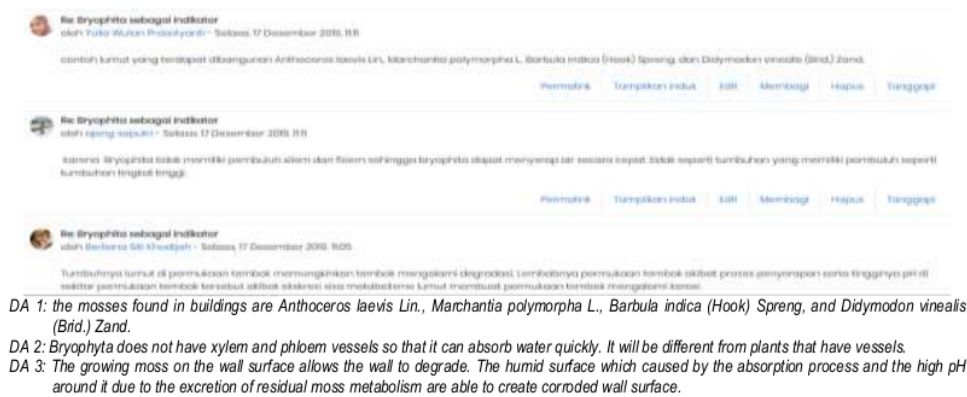 Re: Bryophita sebagai indikator
oleh Yulia Wulan Prasetyanti - Selasa, 17 Desember 2019, 11:11
contoh lumut yang terdapat dibangunan Anthoceros laevis Lin, Marchantia polymorpha L, Barbula indica (Hook) Spreng, dan Didymodon vinealis (Brid.) Zand.
Permalink Tampilkan induk Edit Membagi Hapus Tanggapi
Re: Bryophita sebagai indikator
oleh - Selasa, 17 Desember 2019, 11:11
karena Bryophita tidak memiliki pembuluh xilem dan floem sehingga bryophita dapat menyerap air secara cepat. tidak seperti tumbuhan yang memiliki pembuluh seperti
tumbuhan tingkat tinggi.
Permalink Tampilkan induk Edit Membagi Hapus Tanggapi
Re: Bryophita sebagai indikator
oleh Siti Khodijah - Selasa, 17 Desember 2019, 11:05
Tumbuhnya lumut di permukaan tembok memungkinkan tembok mengalami degradasi. Lembabnya permukaan tembok akibat proses penyerapan serta tingginya pH di
sekitar permukaan tembok tersebut akibat ekskresi sisa metabolisme lumut membuat permukaan tembok mengalami korosi.
DA 1: the mosses found in buildings are Anthoceros laevis Lin., Marchantia polymorpha L., Barbula indica (Hook) Spreng, and Didymodon vinealis
(Brid.) Zand.
DA 2: Bryophyta does not have xylem and phloem vessels so that it can absorb water quickly. It will be different from plants that have vessels.
DA 3: The growing moss on the wall surface allows the wall to degrade. The humid surface which caused by the absorption process and the high pH
around it due to the excretion of residual moss metabolism are able to create corroded wall surface.